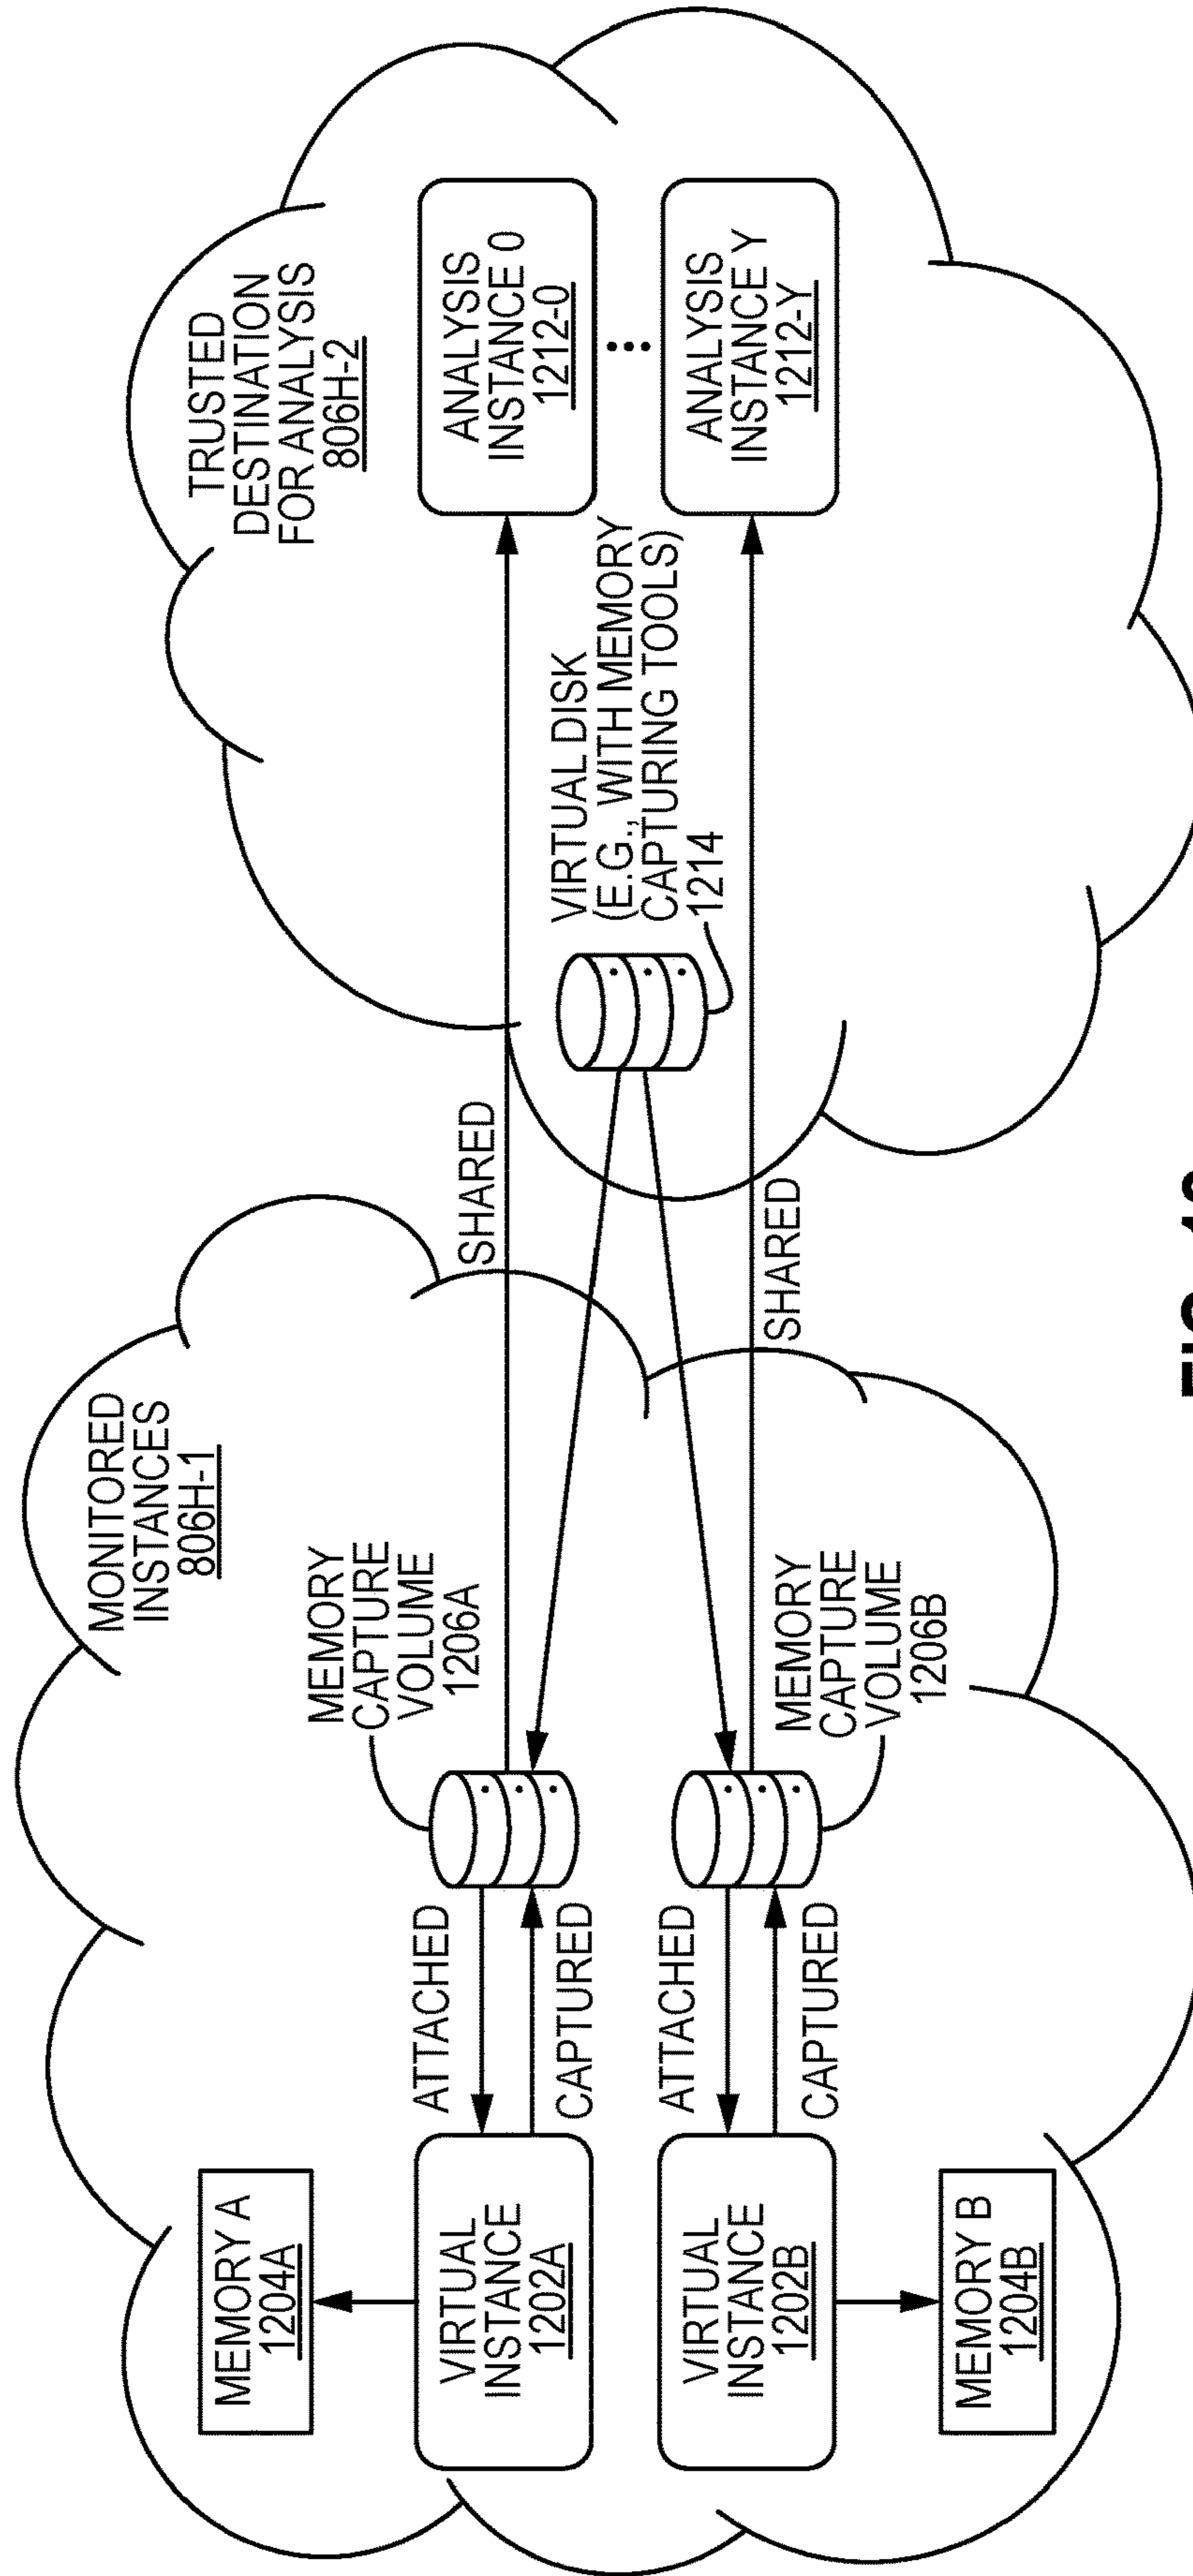 MONITORED
INSTANCES
806H-1
MEMORY A
1204A
VIRTUAL
INSTANCE
1202A
ATTACHED
CAPTURED
MEMORY
CAPTURE
VOLUME
1206A
SHARED
VIRTUAL
INSTANCE
1202B
ATTACHED
CAPTURED
MEMORY
CAPTURE
VOLUME
1206B
SHARED
MEMORY B
1204B
TRUSTED
DESTINATION
FOR ANALYSIS
806H-2
VIRTUAL DISK
(E.G., WITH MEMORY
CAPTURING TOOLS)
1214
ANALYSIS
INSTANCE 0
1212-0
ANALYSIS
INSTANCE Y
1212-Y
FIG.